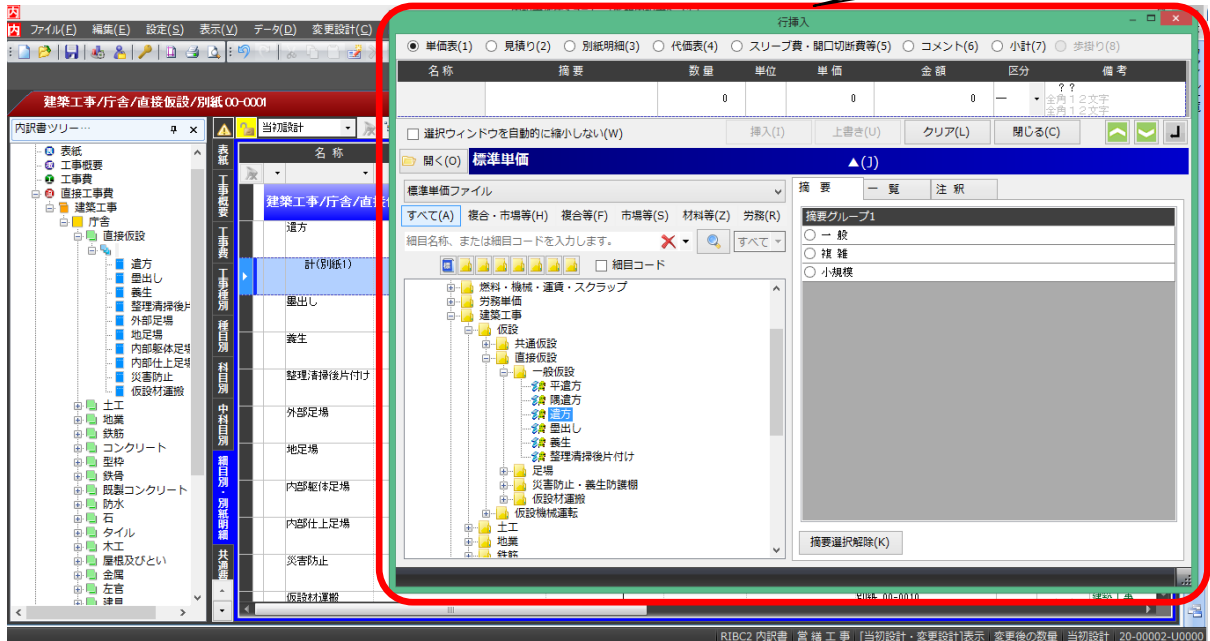 行挿入
ファイル(F) 編集(E) 設定(S) 表示(V) データ(D) 変更設計(C)
建築工事/庁舎/直接仮設/別紙 00-0001
内訳書ツリー…
表紙
工事概要
工事費
直接工事費
建築工事
庁舎
直接仮設
遣方
墨出し
養生
整理清掃後片
外部足場
地足場
内部躯体足場
内部仕上足場
災害防止
仮設材運搬
土工
地業
鉄筋
コンクリート
型枠
鉄骨
既製コンクリート
防水
石
タイル
木工
屋根及びとい
金属
左官
建具
表紙
工事概要
工事費
工事種別
種目別
科目別
中科目別
細目別・別紙明細
共通費
当初設計
名 称
建築工事/庁舎/直接
遣方
計(別紙1)
墨出し
養生
整理清掃後片付け
外部足場
地足場
内部躯体足場
内部仕上足場
災害防止
仮設材運搬
単価表(1) 見積り(2) 別紙明細(3) 代価表(4) スリーブ費・開口切断費等(5) コメント(6) 小計(7) 歩掛り(8)
名 称 摘 要 数 量 単位 単 価 金 額 区分 備 考
0 0 0 ー ? ?
全角12文字
全角12文字
選択ウィンドウを自動的に縮小しない(W) 挿入(I) 上書き(U) クリア(L) 閉じる(C)
開く(O) 標準単価 ▲(J)
標準単価ファイル
すべて(A) 複合・市場等(H) 複合等(F) 市場等(S) 材料等(Z) 労務(R)
細目名称、または細目コードを入力します。 すべて
細目コード
燃料・機械・運賃・スクラップ
労務単価
建築工事
仮設
共通仮設
直接仮設
一般仮設
平遣方
隅遣方
遣方
墨出し
養生
整理清掃後片付け
足場
災害防止・養生防護棚
仮設材運搬
仮設機械運転
土工
地業
鉄筋
摘 要 一 覧 注 釈
摘要グループ1
一 般
複 雑
小規模
摘要選択解除(K)
別紙 00-0010
RIBC2 内訳書 営 繕 工 事 [当初設計・変更設計]表示 変更後の数量 当初設計 20-00002-U0000